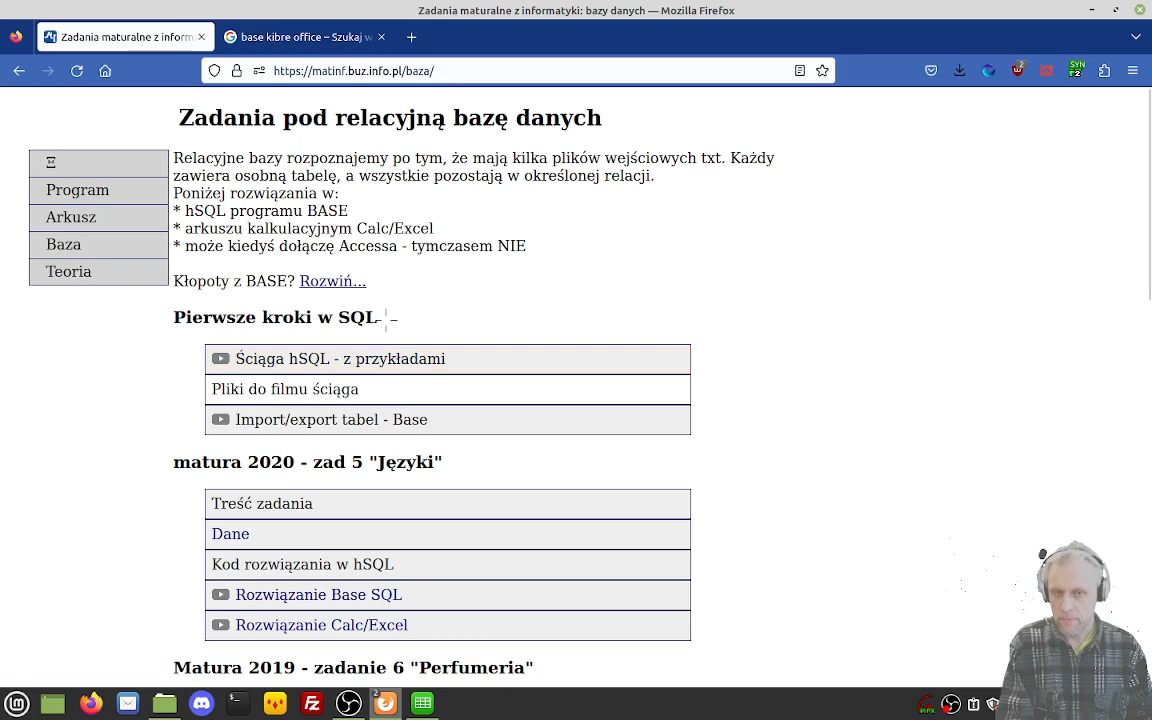 Zadania maturalne z informatyki: bazy danych — Mozilla Firefox
Zadania maturalne z inform
base kibre office – Szukaj w
https://matinf.buz.info.pl/baza/
2
SYN
2
Zadania pod relacyjną bazę danych
Program
Arkusz
Baza
Teoria
Relacyjne bazy rozpoznajemy po tym, że mają kilka plików wejściowych txt. Każdy
zawiera osobną tabelę, a wszystkie pozostają w określonej relacji.
Poniżej rozwiązania w:
* hSQL programu BASE
* arkuszu kalkulacyjnym Calc/Excel
* może kiedyś dołączę Accessa - tymczasem NIE
Kłopoty z BASE? Rozwiń...
Pierwsze kroki w SQL
Ściąga hSQL - z przykładami
Pliki do filmu ściąga
Import/export tabel - Base
matura 2020 - zad 5 "Języki"
Treść zadania
Dane
Kod rozwiązania w hSQL
Rozwiązanie Base SQL
Rozwiązanie Calc/Excel
Matura 2019 - zadanie 6 "Perfumeria"
2